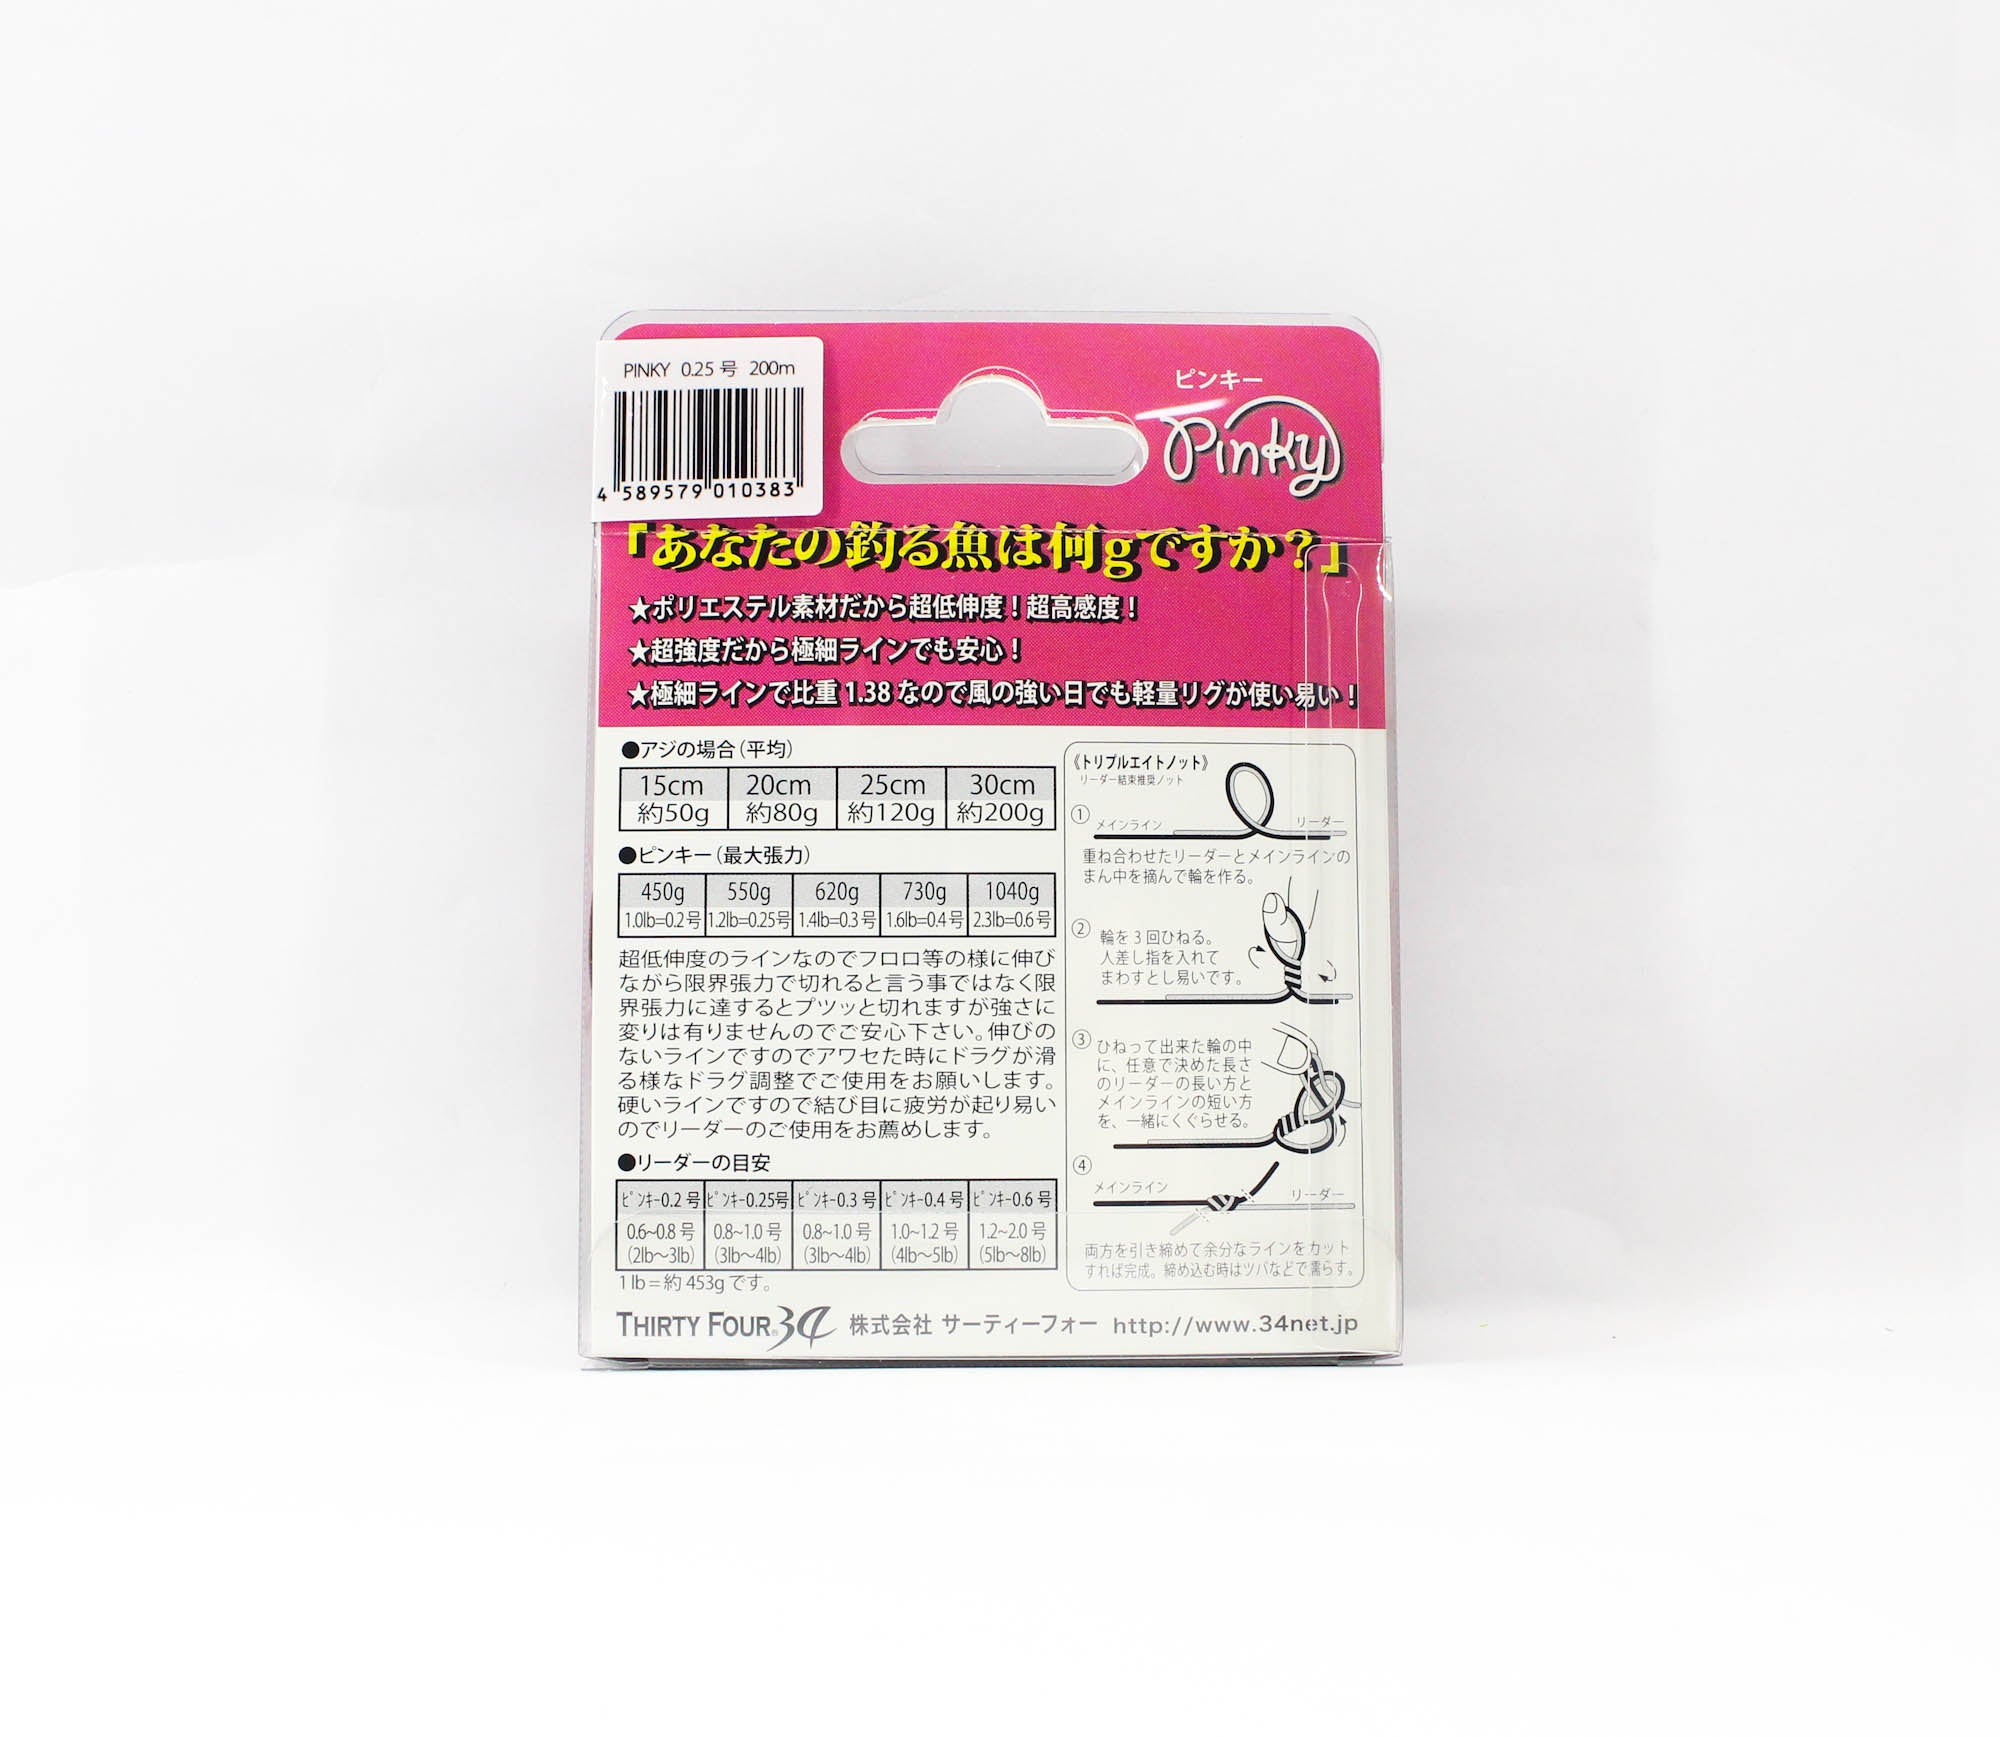 PINKY 0.25号 200m
4 589579 010383
ピンキー
Pinky
「あなたの釣る魚は何gですか？」
★ポリエステル素材だから超低伸度！超高感度！
★超強度だから極細ラインでも安心！
★極細ラインで比重1.38なので風の強い日でも軽量リグが使い易い！
●アジの場合（平均）
15cm 20cm 25cm 30cm
約50g 約80g 約120g 約200g
●ピンキー（最大張力）
450g 550g 620g 730g 1040g
1.0lb=0.2号 1.2lb=0.25号 1.4lb=0.3号 1.6lb=0.4号 2.3lb=0.6号
超低伸度のラインなのでフロロ等の様に伸び
ながら限界張力で切れると言う事ではなく限
界張力に達するとプツッと切れますが強さに
変りは有りませんのでご安心下さい。伸びの
ないラインですのでアワセた時にドラグが滑
る様なドラグ調整でご使用をお願いします。
硬いラインですので結び目に疲労が起り易い
のでリーダーのご使用をお薦めします。
●リーダーの目安
ﾋﾟﾝｷｰ0.2号 ﾋﾟﾝｷｰ0.25号 ﾋﾟﾝｷｰ0.3号 ﾋﾟﾝｷｰ0.4号 ﾋﾟﾝｷｰ0.6号
0.6~0.8号 0.8~1.0号 0.8~1.0号 1.0~1.2号 1.2~2.0号
(2lb〜3lb) (3lb〜4lb) (3lb〜4lb) (4lb〜5lb) (5lb〜8lb)
1lb=約453gです。
《トリプルエイトノット》
リーダー結束推奨ノット
①
メインライン リーダー
重ね合わせたリーダーとメインラインの
まん中を摘んで輪を作る。
② 輪を3回ひねる。
人差し指を入れて
まわすとし易いです。
③ ひねって出来た輪の中
に、任意で決めた長さ
のリーダーの長い方と
メインラインの短い方
を、一緒にくぐらせる。
④
メインライン リーダー
両方を引き締めて余分なラインをカット
すれば完成。締め込む時はツバなどで濡らす。
THIRTY FOUR® 34 株式会社 サーティーフォー http://www.34net.jp